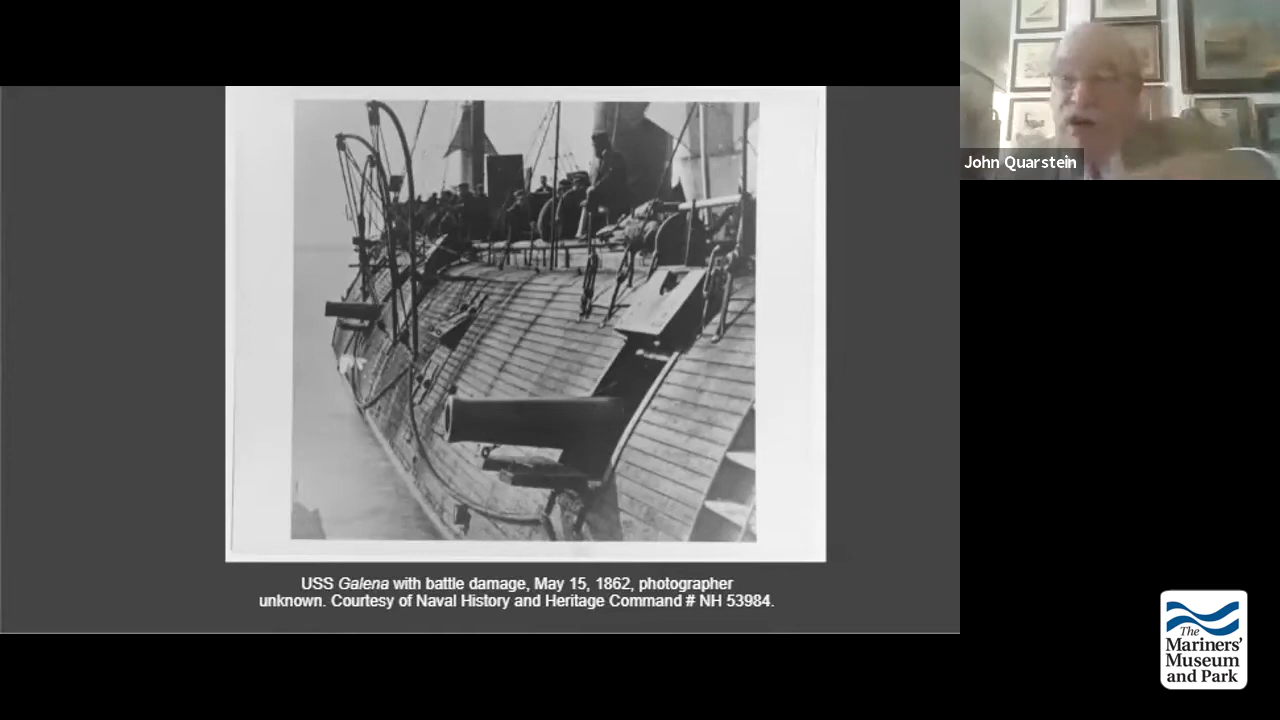 John Quarstein
USS Galena with battle damage, May 15, 1862, photographer
unknown. Courtesy of Naval History and Heritage Command # NH 53984.
The
Mariners'
Museum
and Park